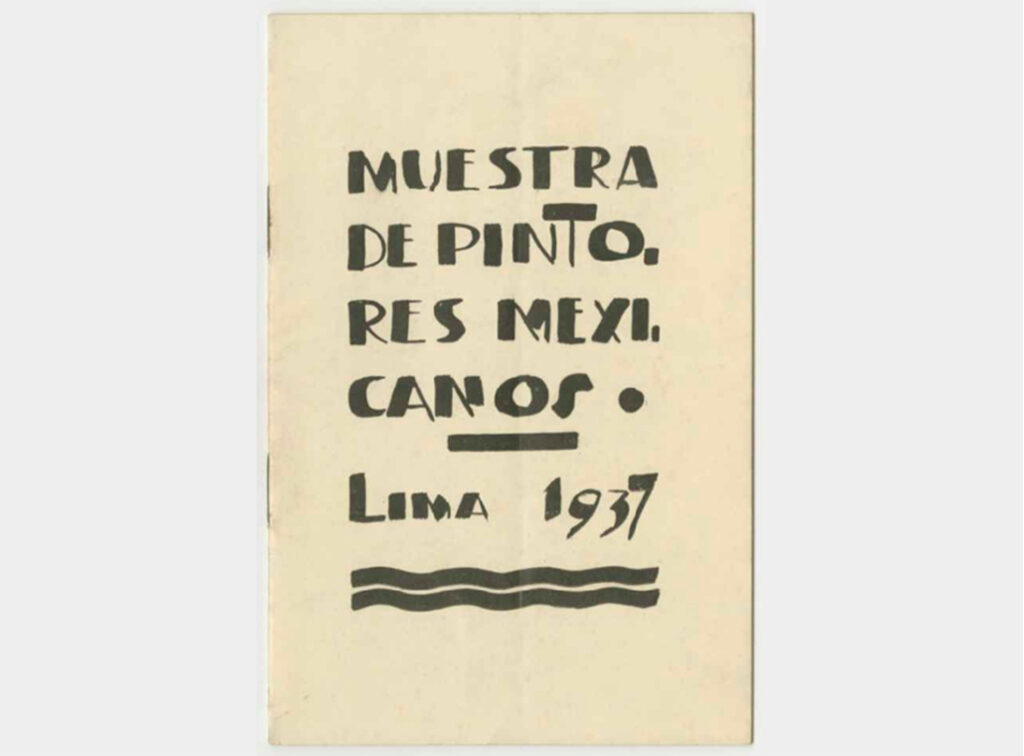 MUESTRA
DE PINTO.
RES MEXI.
CANOS.
LIMA 1937